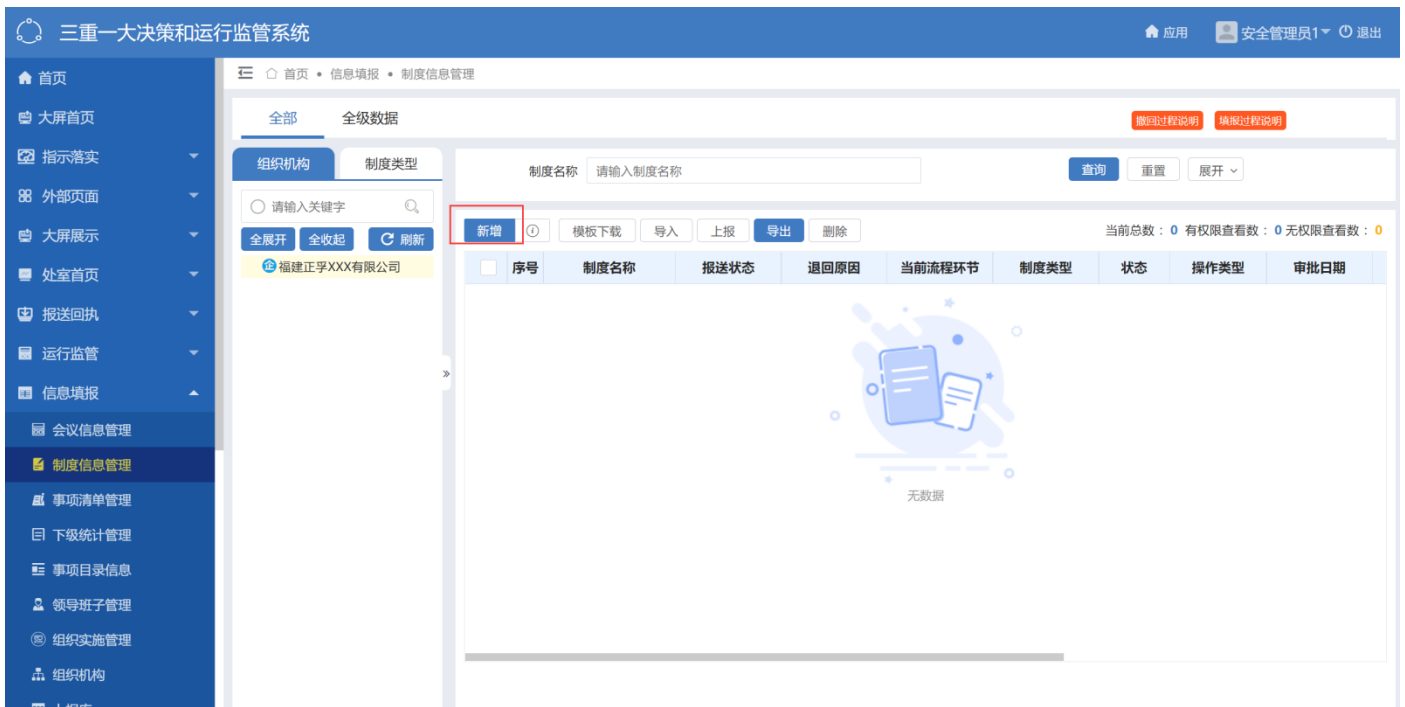 三重一大决策和运行监管系统
应用 安全管理员1 退出
首页
大屏首页
指示落实
外部页面
大屏展示
处室首页
报送回执
运行监管
信息填报
会议信息管理
制度信息管理
事项清单管理
下级统计管理
事项目录信息
领导班子管理
组织实施管理
组织机构
首页 • 信息填报 • 制度信息管理
全部 全级数据
撤回过程说明 填报过程说明
组织机构 制度类型
请输入关键字
全展开 全收起 刷新
企 福建正孚XXX有限公司
制度名称 请输入制度名称 查询 重置 展开
新增 模板下载 导入 上报 导出 删除 当前总数：0 有权限查看数：0 无权限查看数：0
序号 制度名称 报送状态 退回原因 当前流程环节 制度类型 状态 操作类型 审批日期
无数据